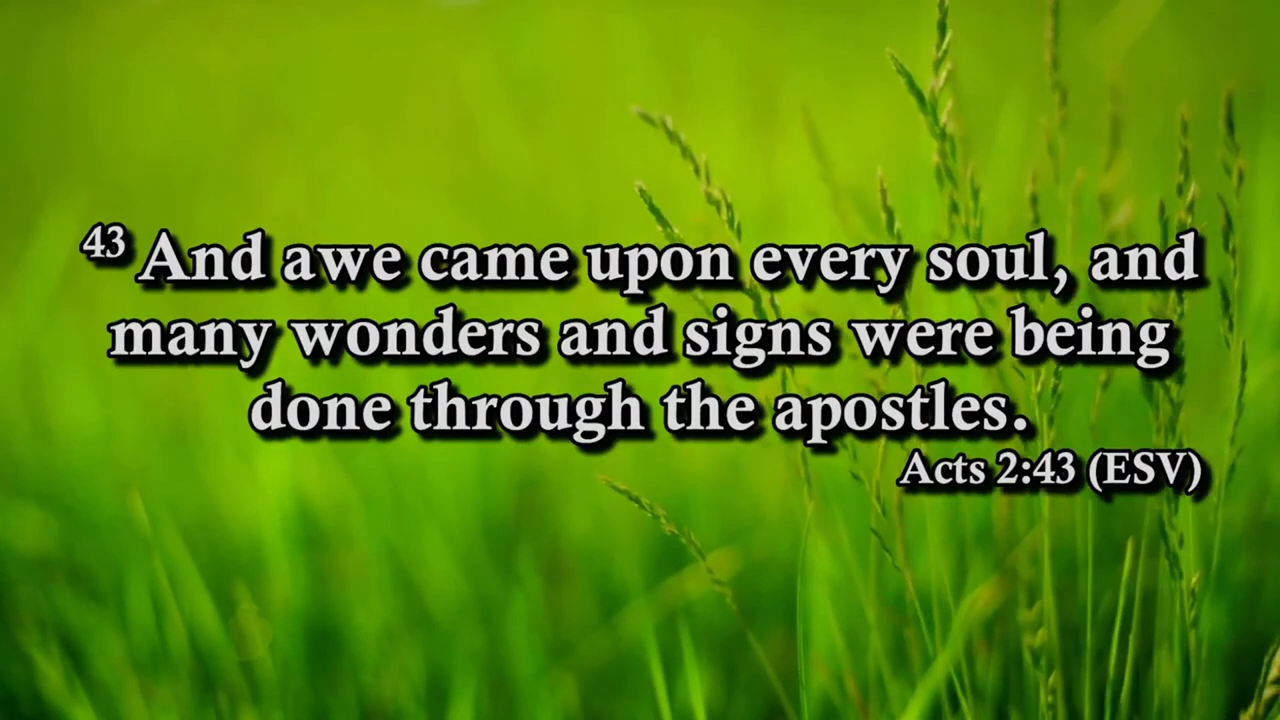 43 And awe came upon every soul, and
many wonders and signs were being
done through the apostles.
Acts 2:43 (ESV)